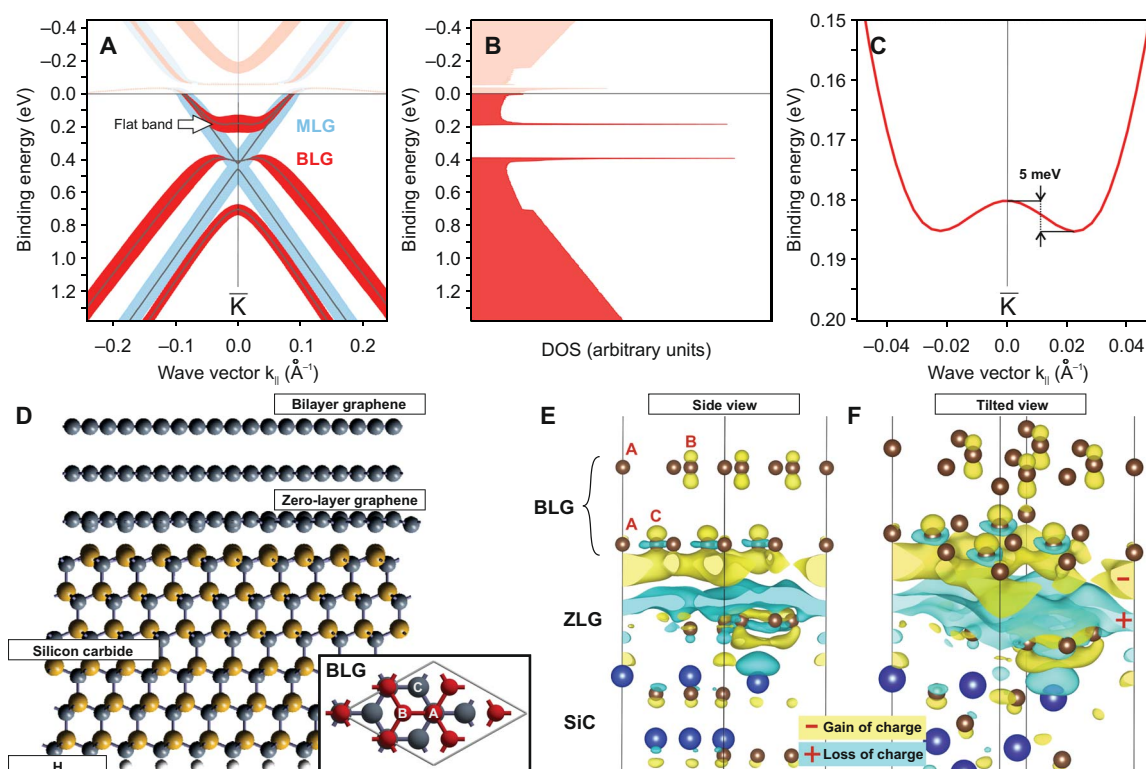 A
Binding energy (eV)
–0.4
–0.2
0.0
0.2
0.4
0.6
0.8
1.0
1.2
Flat band
MLG
BLG
K
–0.2
–0.1
0.0
0.1
0.2
Wave vector k|| (Å⁻¹)
B
Binding energy (eV)
–0.4
–0.2
0.0
0.2
0.4
0.6
0.8
1.0
1.2
DOS (arbitrary units)
C
Binding energy (eV)
0.15
0.16
0.17
0.18
0.19
0.20
5 meV
K
–0.04
–0.02
0.00
0.02
0.04
Wave vector k|| (Å⁻¹)
D
Bilayer graphene
Zero-layer graphene
Silicon carbide
H
BLG
C
B
A
E
Side view
A
B
BLG
A
C
ZLG
SiC
F
Tilted view
–
+
– Gain of charge
+ Loss of charge